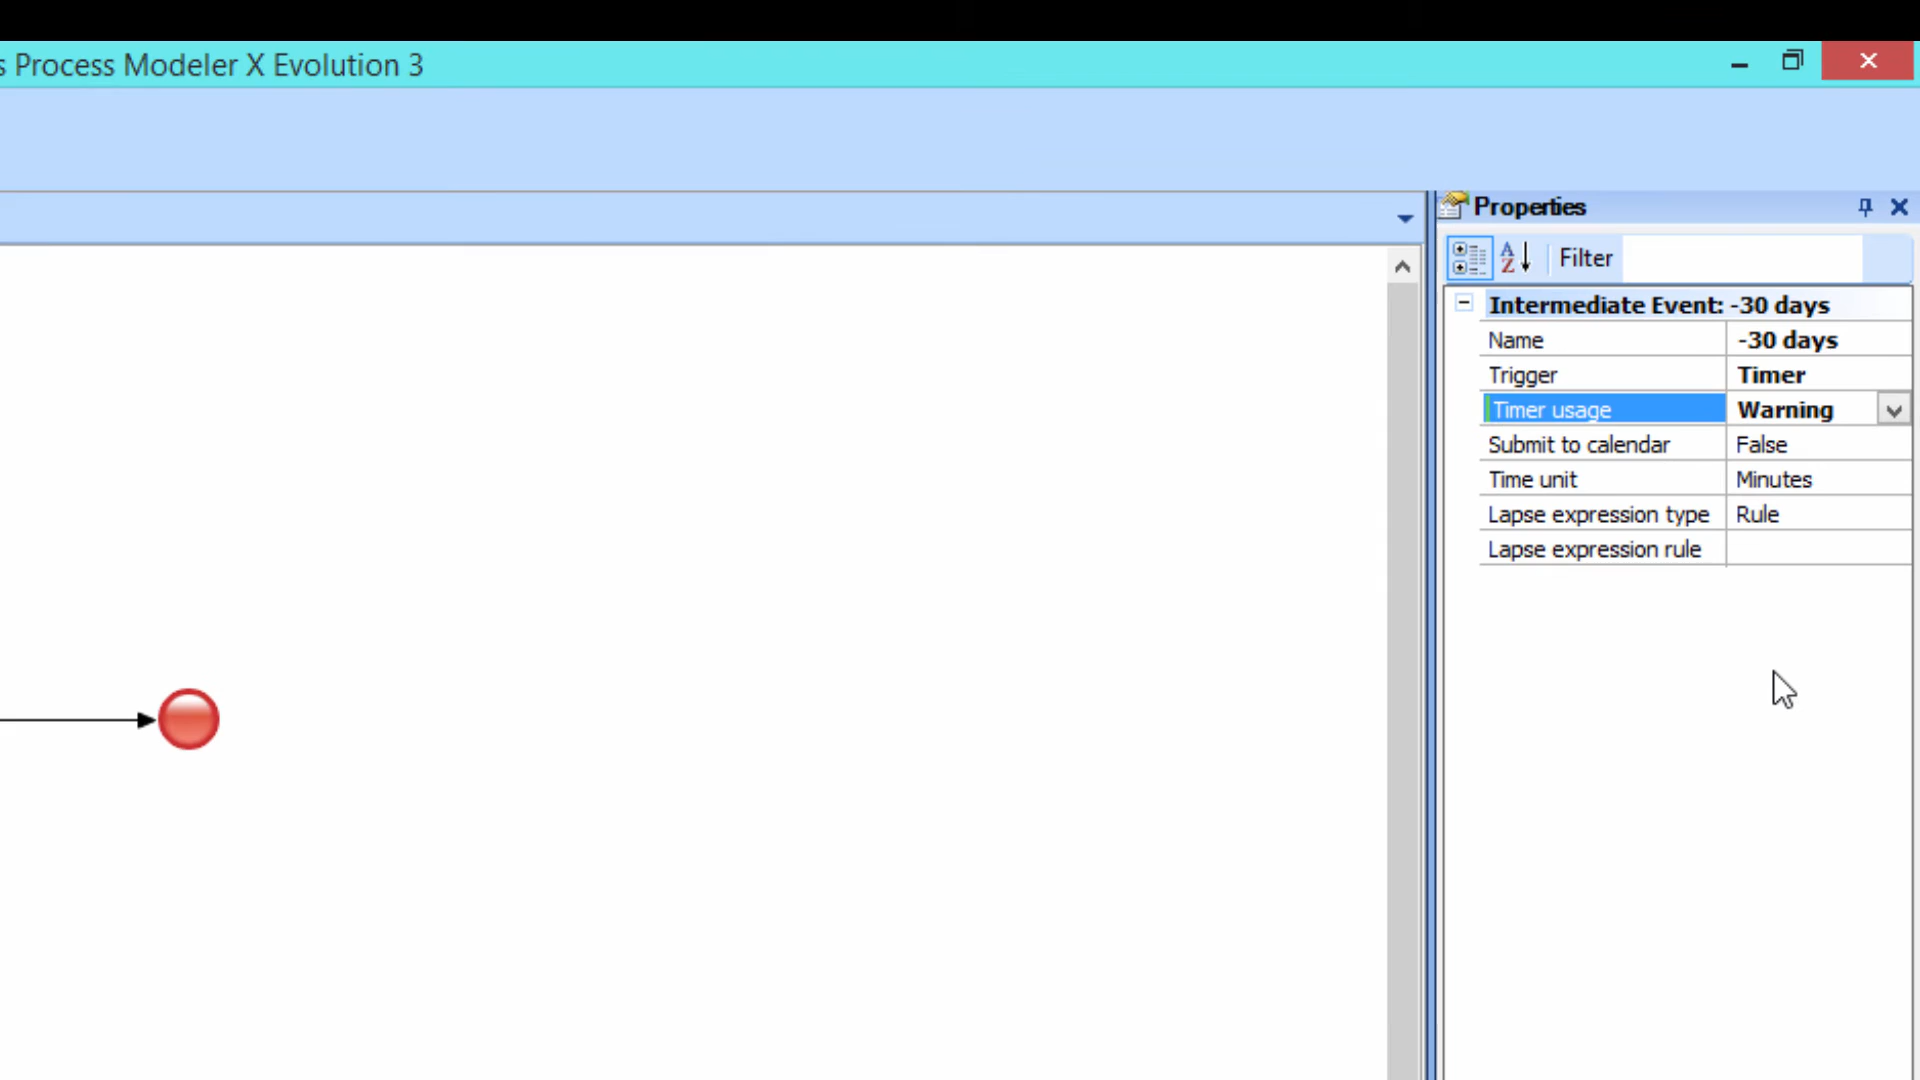 s Process Modeler X Evolution 3
Properties
Filter
Intermediate Event: -30 days
Name -30 days
Trigger Timer
Timer usage Warning
Submit to calendar False
Time unit Minutes
Lapse expression type Rule
Lapse expression rule